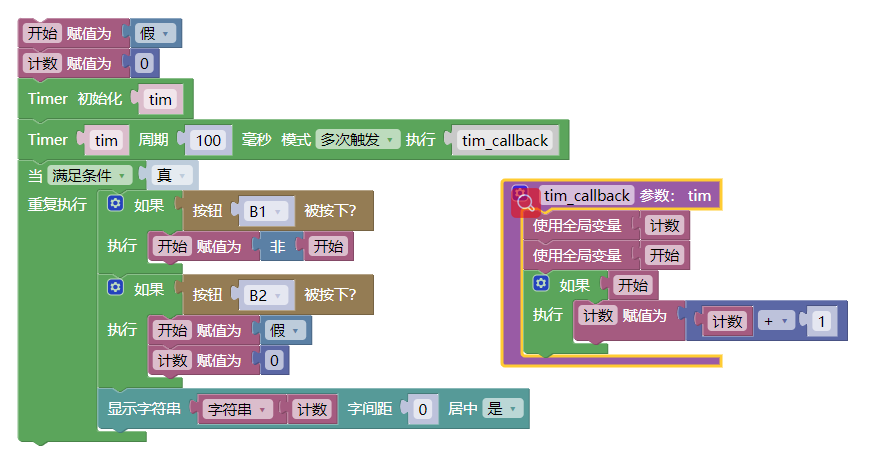 开始 赋值为 假
计数 赋值为 0
Timer 初始化 tim
Timer tim 周期 100 毫秒 模式 多次触发 执行 tim_callback
当 满足条件 真
重复执行 如果 按钮 B1 被按下?
执行 开始 赋值为 非 开始
如果 按钮 B2 被按下?
执行 开始 赋值为 假
计数 赋值为 0
显示字符串 字符串 计数 字间距 0 居中 是
tim_callback 参数: tim
使用全局变量 计数
使用全局变量 开始
如果 开始
执行 计数 赋值为 计数 + 1